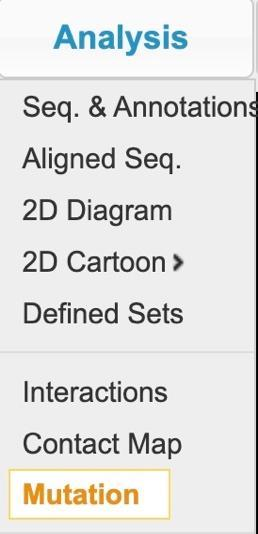 Analysis
Seq. & Annotations
Aligned Seq.
2D Diagram
2D Cartoon
Defined Sets
Interactions
Contact Map
Mutation